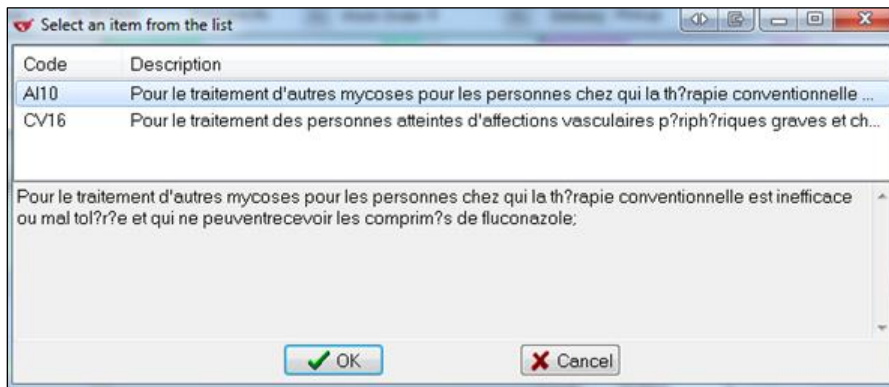 Select an item from the list
Code Description
AI10 Pour le traitement d'autres mycoses pour les personnes chez qui la th?rapie conventionnelle ...
CV16 Pour le traitement des personnes atteintes d'affections vasculaires p?riph?riques graves et ch...
Pour le traitement d'autres mycoses pour les personnes chez qui la th?rapie conventionnelle est inefficace
ou mal tol?r?e et qui ne peuventrecevoir les comprim?s de fluconazole;
OK Cancel